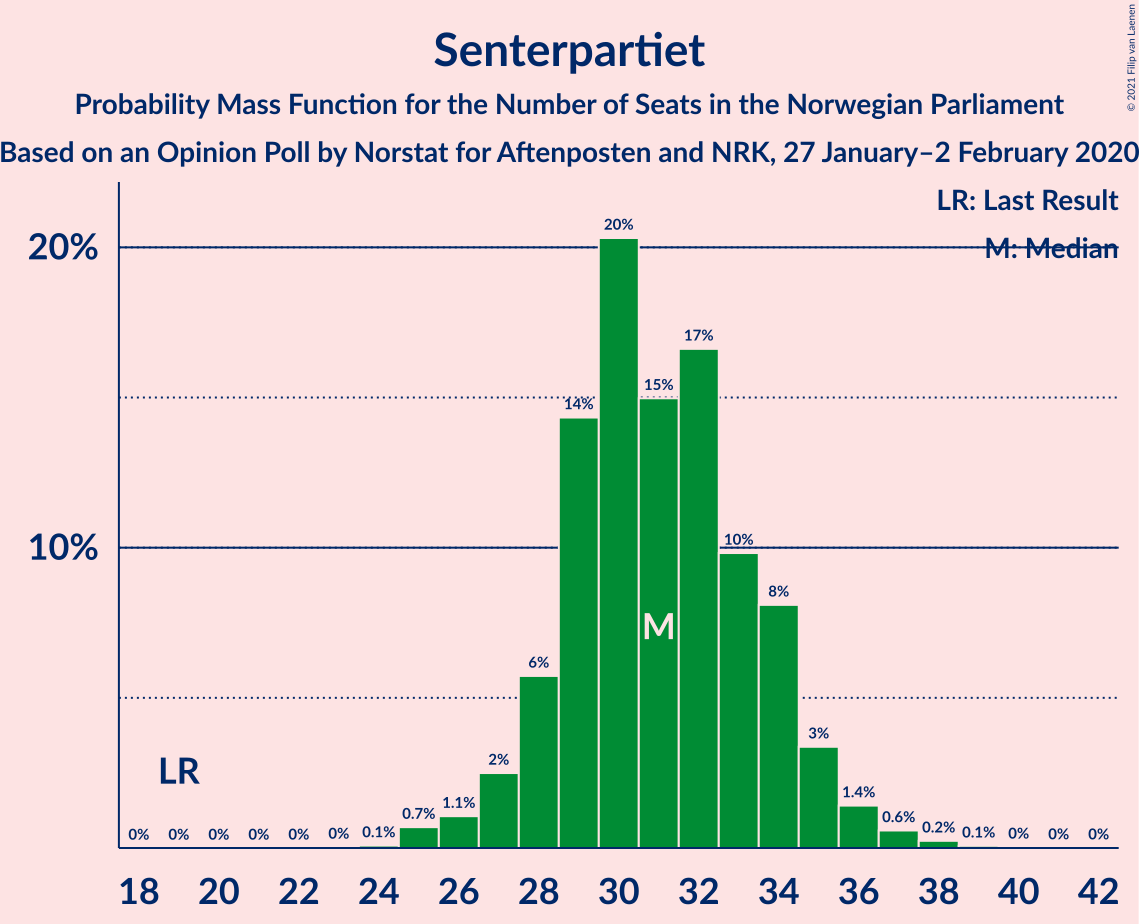 Senterpartiet
Probability Mass Function for the Number of Seats in the Norwegian Parliament
Based on an Opinion Poll by Norstat for Aftenposten and NRK, 27 January–2 February 2020
© 2021 Filip van Laenen
LR: Last Result
M: Median
20%
10%
0% 0% 0% 0% 0% 0% 0.1% 0.7% 1.1% 2% 6% 14% 20% 15% 17% 10% 8% 3% 1.4% 0.6% 0.2% 0.1% 0% 0% 0%
M
LR
18 20 22 24 26 28 30 32 34 36 38 40 42